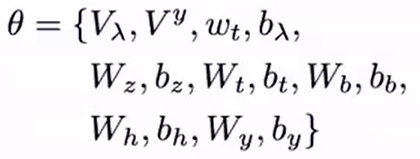 θ = {V_λ, V^y, w_t, b_λ,
W_z, b_z, W_t, b_t, W_b, b_b,
W_h, b_h, W_y, b_y}